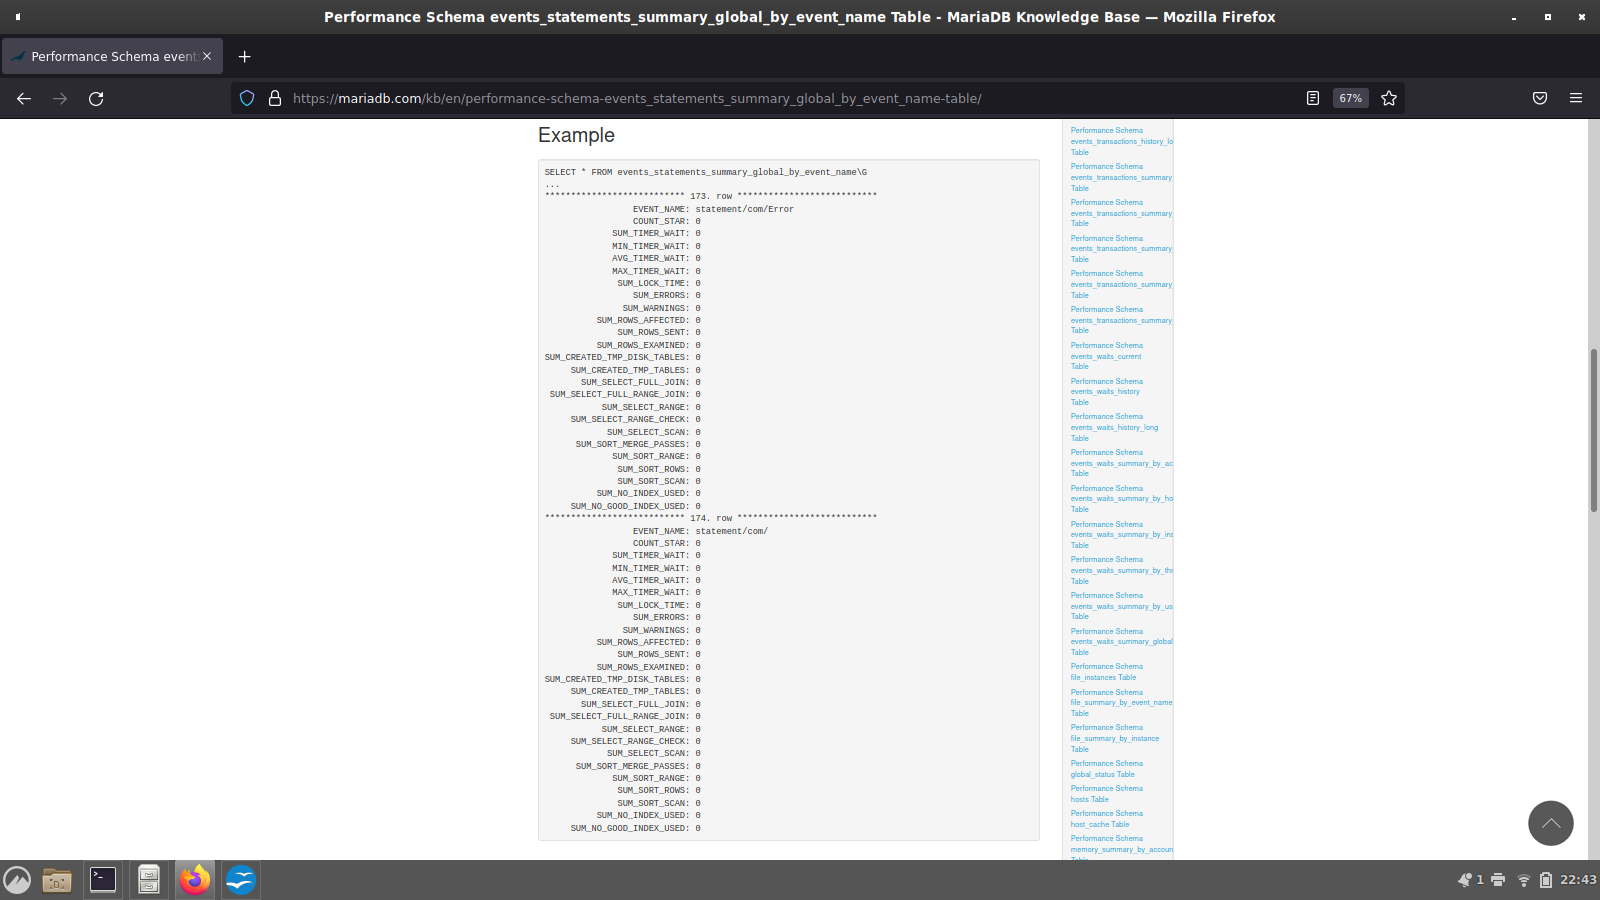 Performance Schema events_statements_summary_global_by_event_name Table - MariaDB Knowledge Base — Mozilla Firefox
Performance Schema event
https://mariadb.com/kb/en/performance-schema-events_statements_summary_global_by_event_name-table/
67%
Example
SELECT * FROM events_statements_summary_global_by_event_name\G
...
*************************** 173. row ***************************
EVENT_NAME: statement/com/Error
COUNT_STAR: 0
SUM_TIMER_WAIT: 0
MIN_TIMER_WAIT: 0
AVG_TIMER_WAIT: 0
MAX_TIMER_WAIT: 0
SUM_LOCK_TIME: 0
SUM_ERRORS: 0
SUM_WARNINGS: 0
SUM_ROWS_AFFECTED: 0
SUM_ROWS_SENT: 0
SUM_ROWS_EXAMINED: 0
SUM_CREATED_TMP_DISK_TABLES: 0
SUM_CREATED_TMP_TABLES: 0
SUM_SELECT_FULL_JOIN: 0
SUM_SELECT_FULL_RANGE_JOIN: 0
SUM_SELECT_RANGE: 0
SUM_SELECT_RANGE_CHECK: 0
SUM_SELECT_SCAN: 0
SUM_SORT_MERGE_PASSES: 0
SUM_SORT_RANGE: 0
SUM_SORT_ROWS: 0
SUM_SORT_SCAN: 0
SUM_NO_INDEX_USED: 0
SUM_NO_GOOD_INDEX_USED: 0
*************************** 174. row ***************************
EVENT_NAME: statement/com/
COUNT_STAR: 0
SUM_TIMER_WAIT: 0
MIN_TIMER_WAIT: 0
AVG_TIMER_WAIT: 0
MAX_TIMER_WAIT: 0
SUM_LOCK_TIME: 0
SUM_ERRORS: 0
SUM_WARNINGS: 0
SUM_ROWS_AFFECTED: 0
SUM_ROWS_SENT: 0
SUM_ROWS_EXAMINED: 0
SUM_CREATED_TMP_DISK_TABLES: 0
SUM_CREATED_TMP_TABLES: 0
SUM_SELECT_FULL_JOIN: 0
SUM_SELECT_FULL_RANGE_JOIN: 0
SUM_SELECT_RANGE: 0
SUM_SELECT_RANGE_CHECK: 0
SUM_SELECT_SCAN: 0
SUM_SORT_MERGE_PASSES: 0
SUM_SORT_RANGE: 0
SUM_SORT_ROWS: 0
SUM_SORT_SCAN: 0
SUM_NO_INDEX_USED: 0
SUM_NO_GOOD_INDEX_USED: 0
Performance Schema
events_transactions_history_lo
Table
Performance Schema
events_transactions_summary_
Table
Performance Schema
events_transactions_summary_
Table
Performance Schema
events_transactions_summary_
Table
Performance Schema
events_transactions_summary_
Table
Performance Schema
events_transactions_summary_
Table
Performance Schema
events_waits_current
Table
Performance Schema
events_waits_history
Table
Performance Schema
events_waits_history_long
Table
Performance Schema
events_waits_summary_by_ac
Table
Performance Schema
events_waits_summary_by_ho
Table
Performance Schema
events_waits_summary_by_ins
Table
Performance Schema
events_waits_summary_by_thr
Table
Performance Schema
events_waits_summary_by_us
Table
Performance Schema
events_waits_summary_global
Table
Performance Schema
file_instances Table
Performance Schema
file_summary_by_event_name
Table
Performance Schema
file_summary_by_instance
Table
Performance Schema
global_status Table
Performance Schema
hosts Table
Performance Schema
host_cache Table
Performance Schema
memory_summary_by_accoun
Table
1
22:43